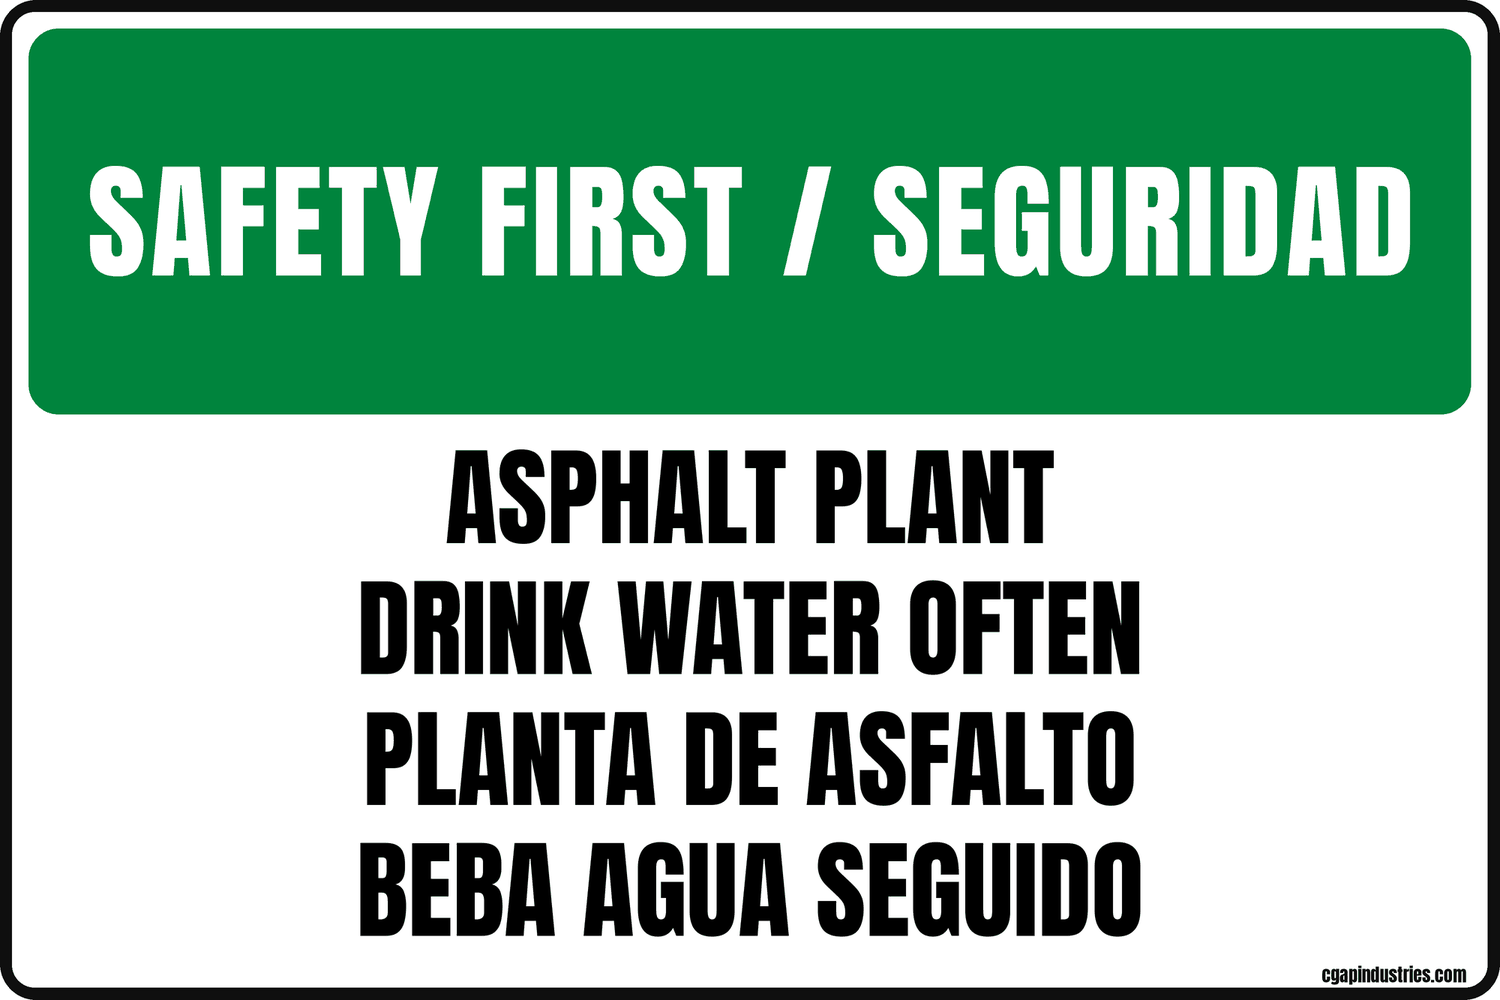 SAFETY FIRST / SEGURIDAD
ASPHALT PLANT
DRINK WATER OFTEN
PLANTA DE ASFALTO
BEBA AGUA SEGUIDO
cgapindustries.com